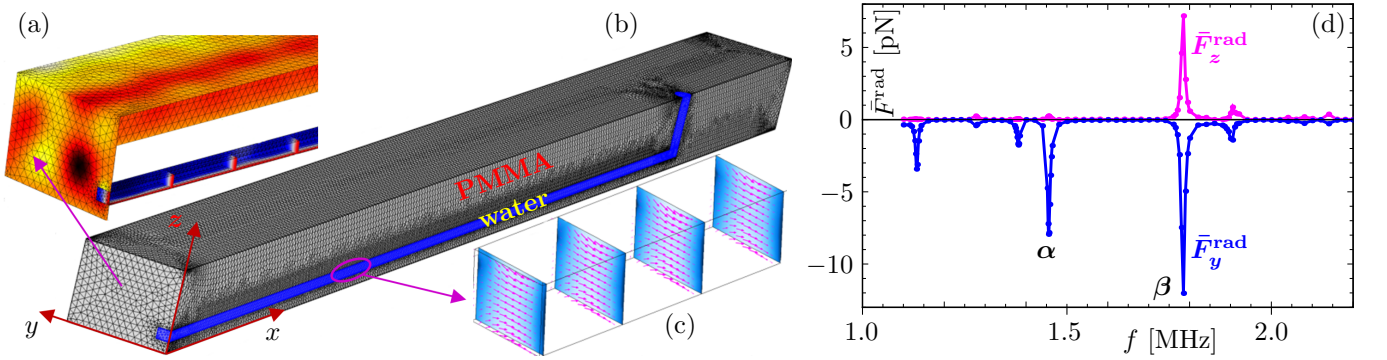 (a)
(b)
PMMA
water
z
y
x
(c)
(d)
F̄^rad [pN]
5
0
−5
−10
F̄_z^rad
F̄_y^rad
α
β
1.0
1.5
2.0
f [MHz]